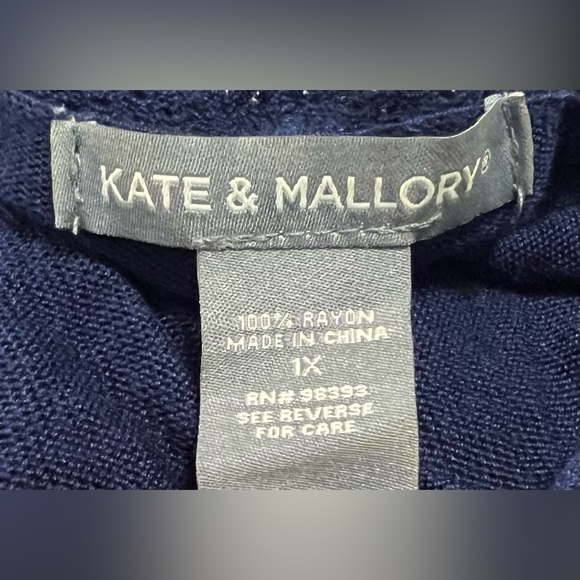 KATE & MALLORY®
100% RAYON
MADE IN CHINA
1X
RN# 98393
SEE REVERSE
FOR CARE